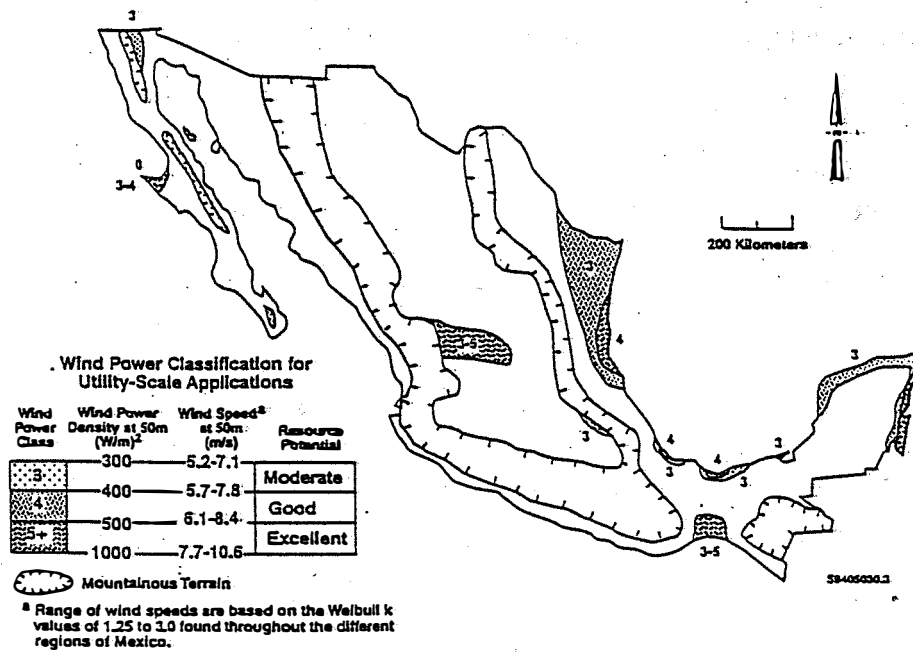 3
0
3-4
200 Kilometers
3
4
3-5
3
3
4
3
4
3
3
3-5
. Wind Power Classification for
Utility-Scale Applications
Wind Power Class Wind Power Density at 50m (W/m)2 Wind Speeda at 50m (m/s) Resource Potential
300 5.2-7.1
3 Moderate
400 5.7-7.8
4 Good
500 6.1-8.4
5+ Excellent
1000 7.7-10.6
Mountainous Terrain
a Range of wind speeds are based on the Weibull k
values of 1.25 to 3.0 found throughout the different
regions of Mexico.